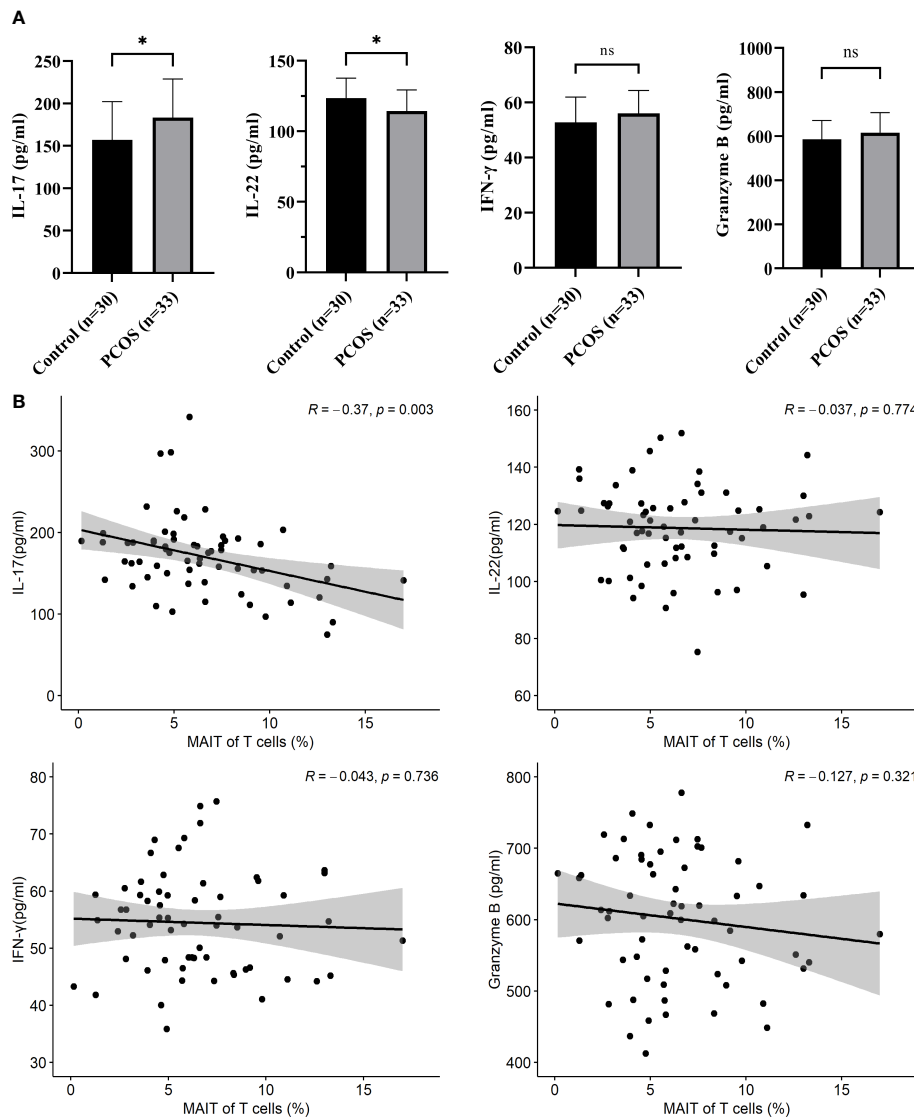 A
* * ns ns
IL-17 (pg/ml)
250
200
150
100
50
0
Control (n=30)
PCOS (n=33)
IL-22 (pg/ml)
150
100
50
0
Control (n=30)
PCOS (n=33)
IFN-γ (pg/ml)
80
60
40
20
0
Control (n=30)
PCOS (n=33)
Granzyme B (pg/ml)
1000
800
600
400
200
0
Control (n=30)
PCOS (n=33)
B
R = −0.37, p = 0.003
IL-17(pg/ml)
300
200
100
0
0 5 10 15
MAIT of T cells (%)
R = −0.037, p = 0.774
IL-22(pg/ml)
160
140
120
100
80
60
0 5 10 15
MAIT of T cells (%)
R = −0.043, p = 0.736
IFN-γ(pg/ml)
80
70
60
50
40
30
0 5 10 15
MAIT of T cells (%)
R = −0.127, p = 0.321
Granzyme B (pg/ml)
800
700
600
500
400
0 5 10 15
MAIT of T cells (%)